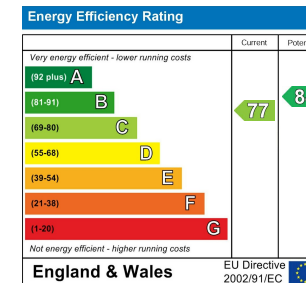 Energy Efficiency Rating
Current
Very energy efficient - lower running costs
(92 plus) A
(81-91) B
(69-80) C
(55-68) D
(39-54) E
(21-38) F
(1-20) G
77
Not energy efficient - higher running costs
England & Wales
EU Directive
2002/91/EC